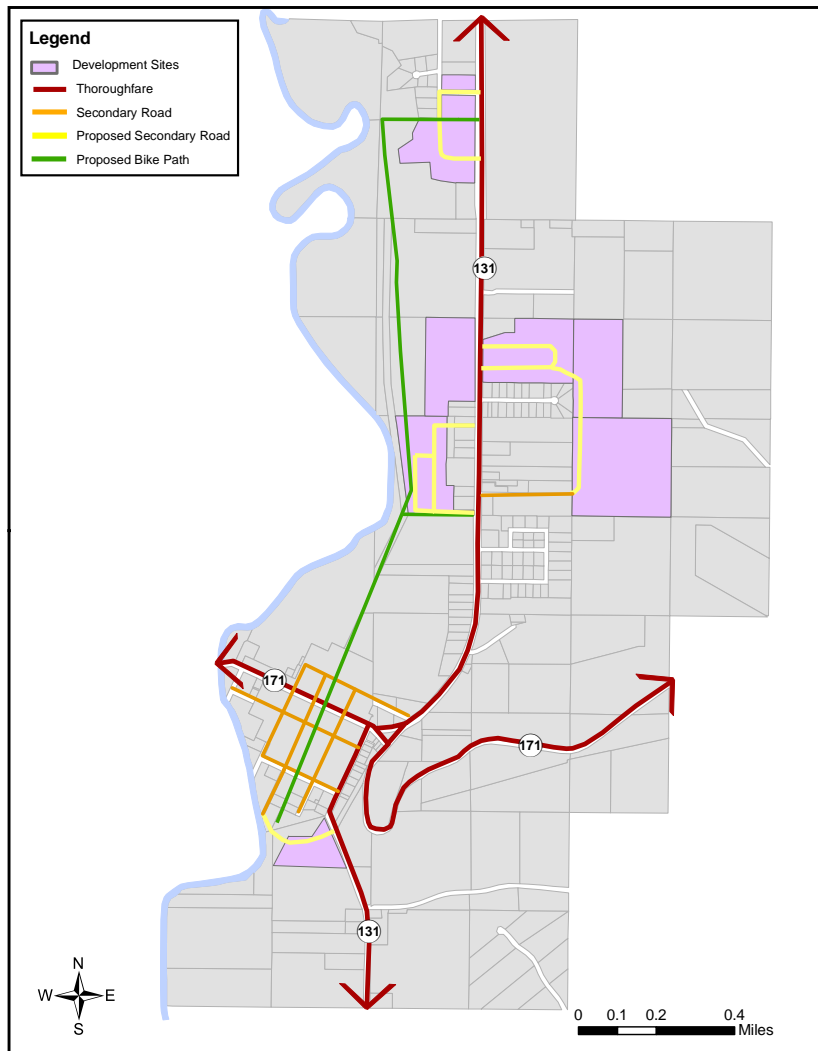 Legend
Development Sites
Thoroughfare
Secondary Road
Proposed Secondary Road
Proposed Bike Path
131
171
171
131
N
W E
S
0 0.1 0.2 0.4
Miles